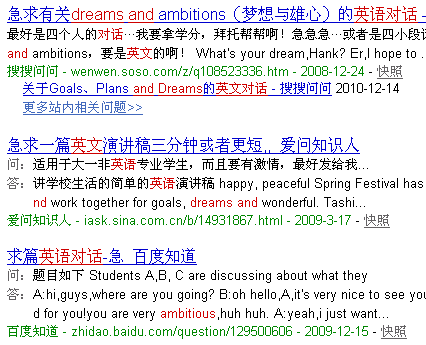 急求有关dreams and ambitions（梦想与雄心）的英语对话 -
最好是四个人的对话…我要拿学分，拜托帮帮啊！急急急…或者是四小段话
and ambitions，要是英文的啊！ What's your dream,Hank? Er,I hope to .
搜搜问问 - wenwen.soso.com/z/q108523336.htm - 2008-12-24 - 快照
关于Goals、Plans and Dreams的英文对话 - 搜搜问问 2010-12-14
更多站内相关问题>>
急求一篇英文演讲稿三分钟或者更短,,_爱问知识人
问：适用于大一非英语专业学生，而且要有激情，最好发给我...
答：讲学校生活的简单的英语演讲稿 happy, peaceful Spring Festival has
nd work together for goals, dreams and wonderful. Tashi...
爱问知识人 - iask.sina.com.cn/b/14931867.html - 2009-3-17 - 快照
求篇英语对话-急_百度知道
问：题目如下 Students A,B, C are discussing about what they
答：A:hi,guys,where are you going? B:oh hello,A,it's very nice to see you
d for you!you are very ambitious,huh huh. A:yeah,i just want...
百度知道 - zhidao.baidu.com/question/129500606 - 2009-12-15 - 快照